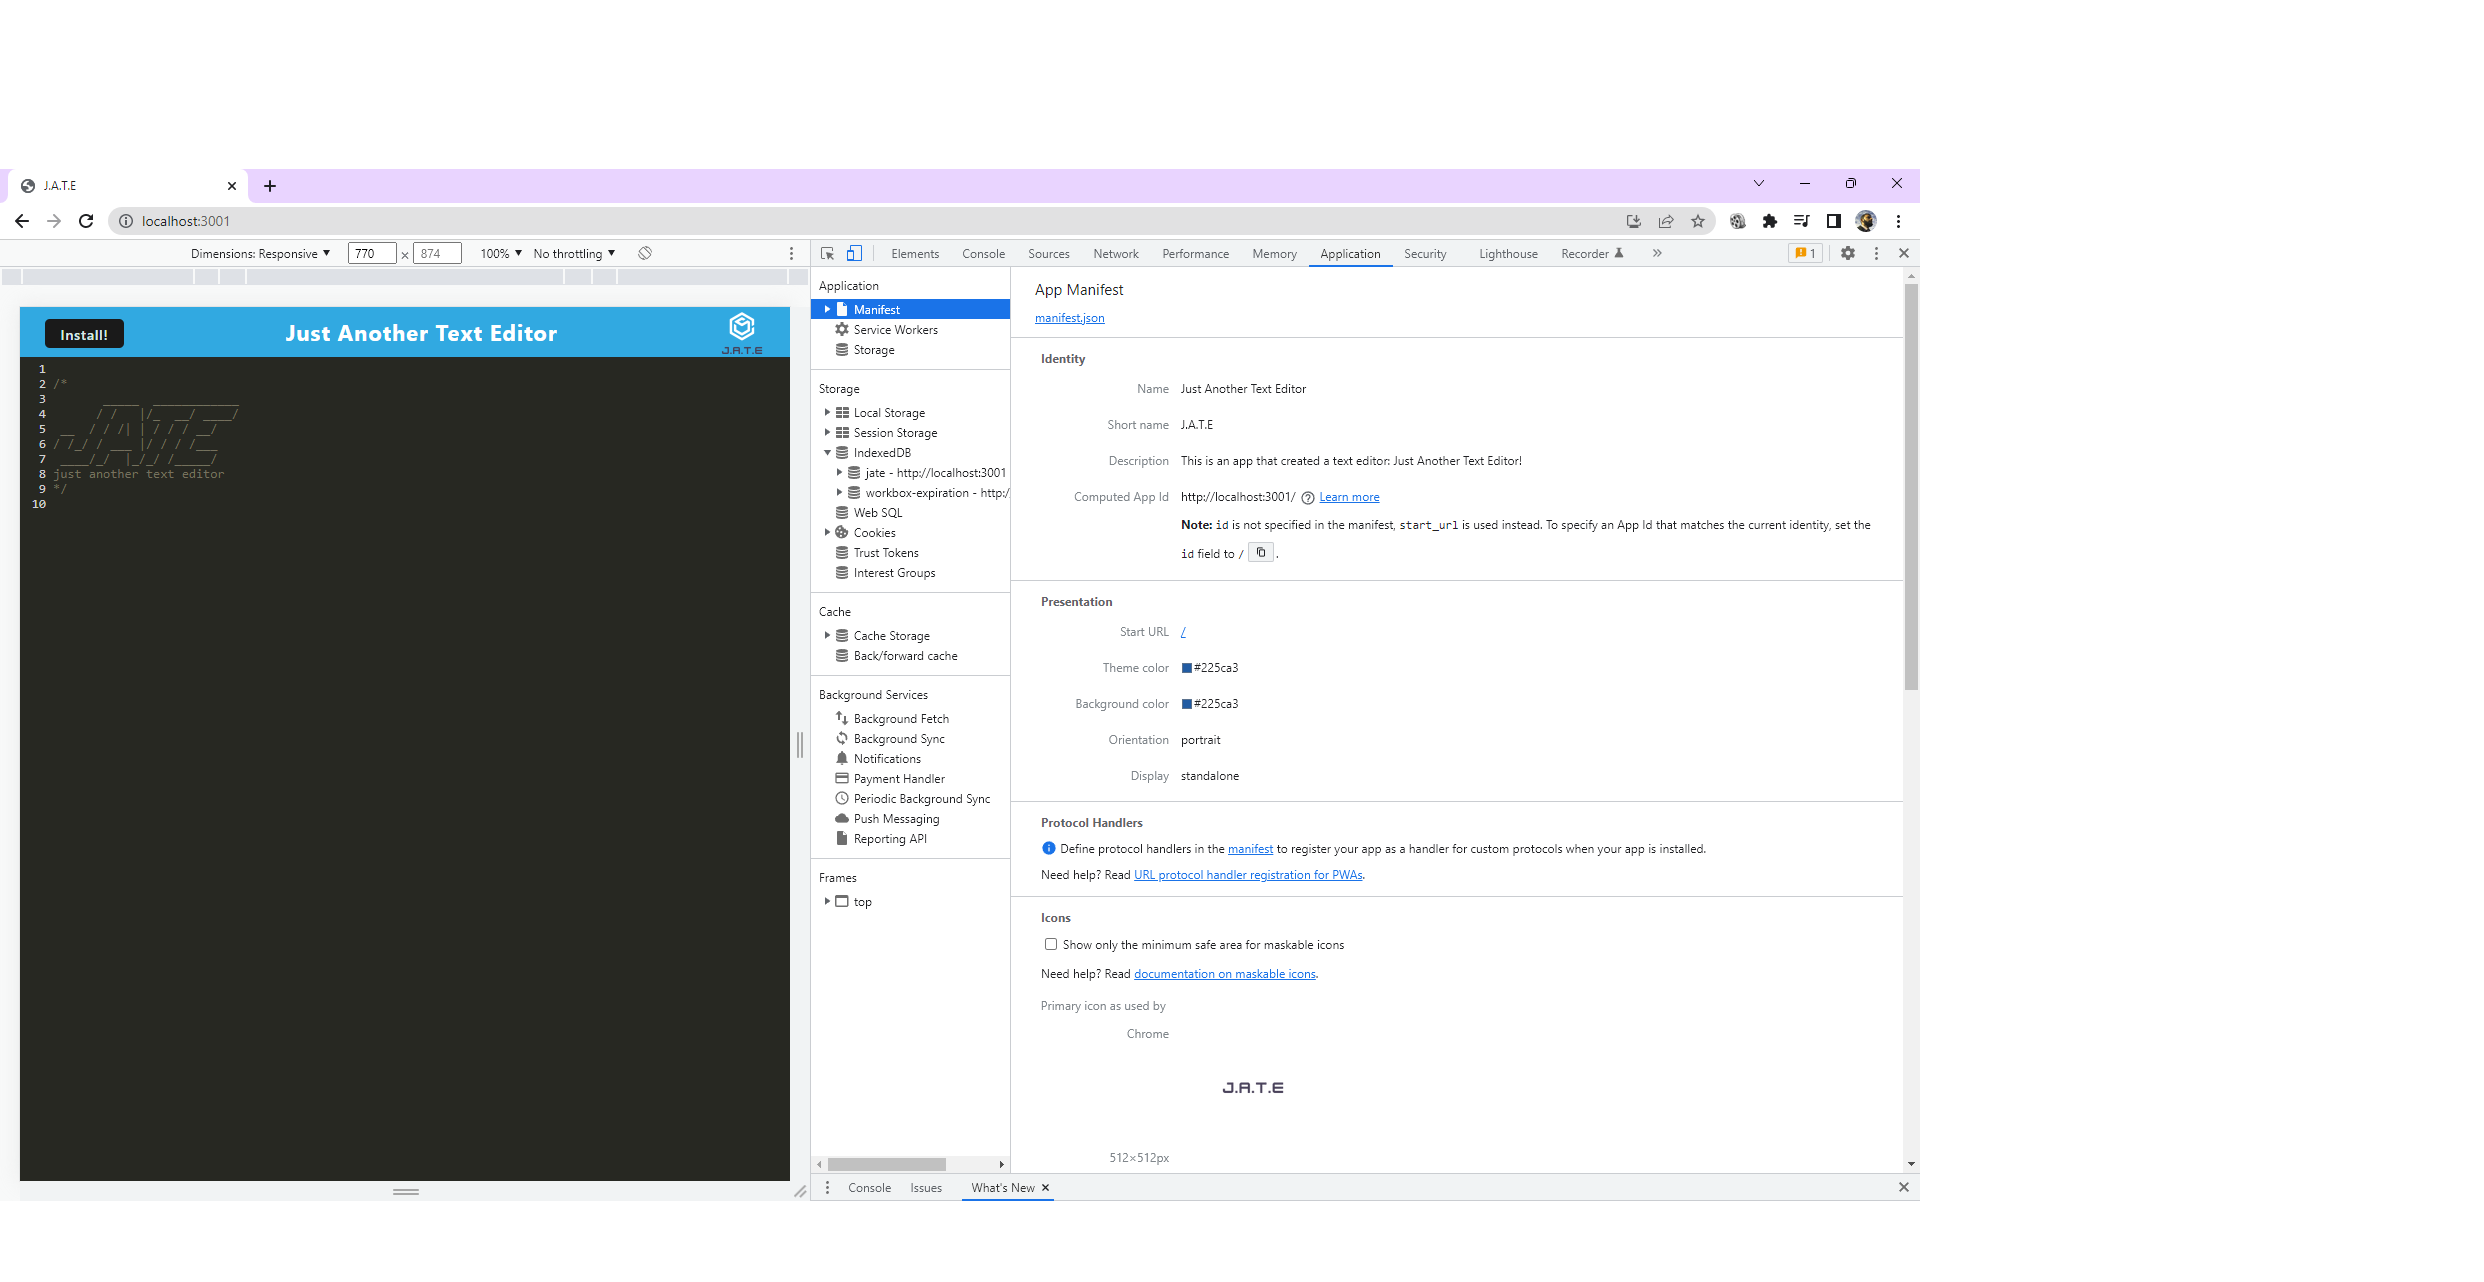 J.A.T.E
localhost:3001
Dimensions: Responsive 770 × 874 100% No throttling
Install! Just Another Text Editor J.A.T.E
1
2 /*
3 _____ ____________
4 / / |/_ __/ ____/
5 __ / / /| | / / / __/
6 / /_/ / ___ |/ / / /___
7 ____/_/ |_/_/ /_____/
8 just another text editor
9 */
10
Elements Console Sources Network Performance Memory Application Security Lighthouse Recorder » 1
Application
Manifest
Service Workers
Storage
Storage
Local Storage
Session Storage
IndexedDB
jate - http://localhost:3001
workbox-expiration - http:/
Web SQL
Cookies
Trust Tokens
Interest Groups
Cache
Cache Storage
Back/forward cache
Background Services
Background Fetch
Background Sync
Notifications
Payment Handler
Periodic Background Sync
Push Messaging
Reporting API
Frames
top
App Manifest
manifest.json
Identity
Name Just Another Text Editor
Short name J.A.T.E
Description This is an app that created a text editor: Just Another Text Editor!
Computed App Id http://localhost:3001/ Learn more
Note: id is not specified in the manifest, start_url is used instead. To specify an App Id that matches the current identity, set the
id field to / .
Presentation
Start URL /
Theme color #225ca3
Background color #225ca3
Orientation portrait
Display standalone
Protocol Handlers
Define protocol handlers in the manifest to register your app as a handler for custom protocols when your app is installed.
Need help? Read URL protocol handler registration for PWAs.
Icons
Show only the minimum safe area for maskable icons
Need help? Read documentation on maskable icons.
Primary icon as used by
Chrome
J.A.T.E
512×512px
Console Issues What's New